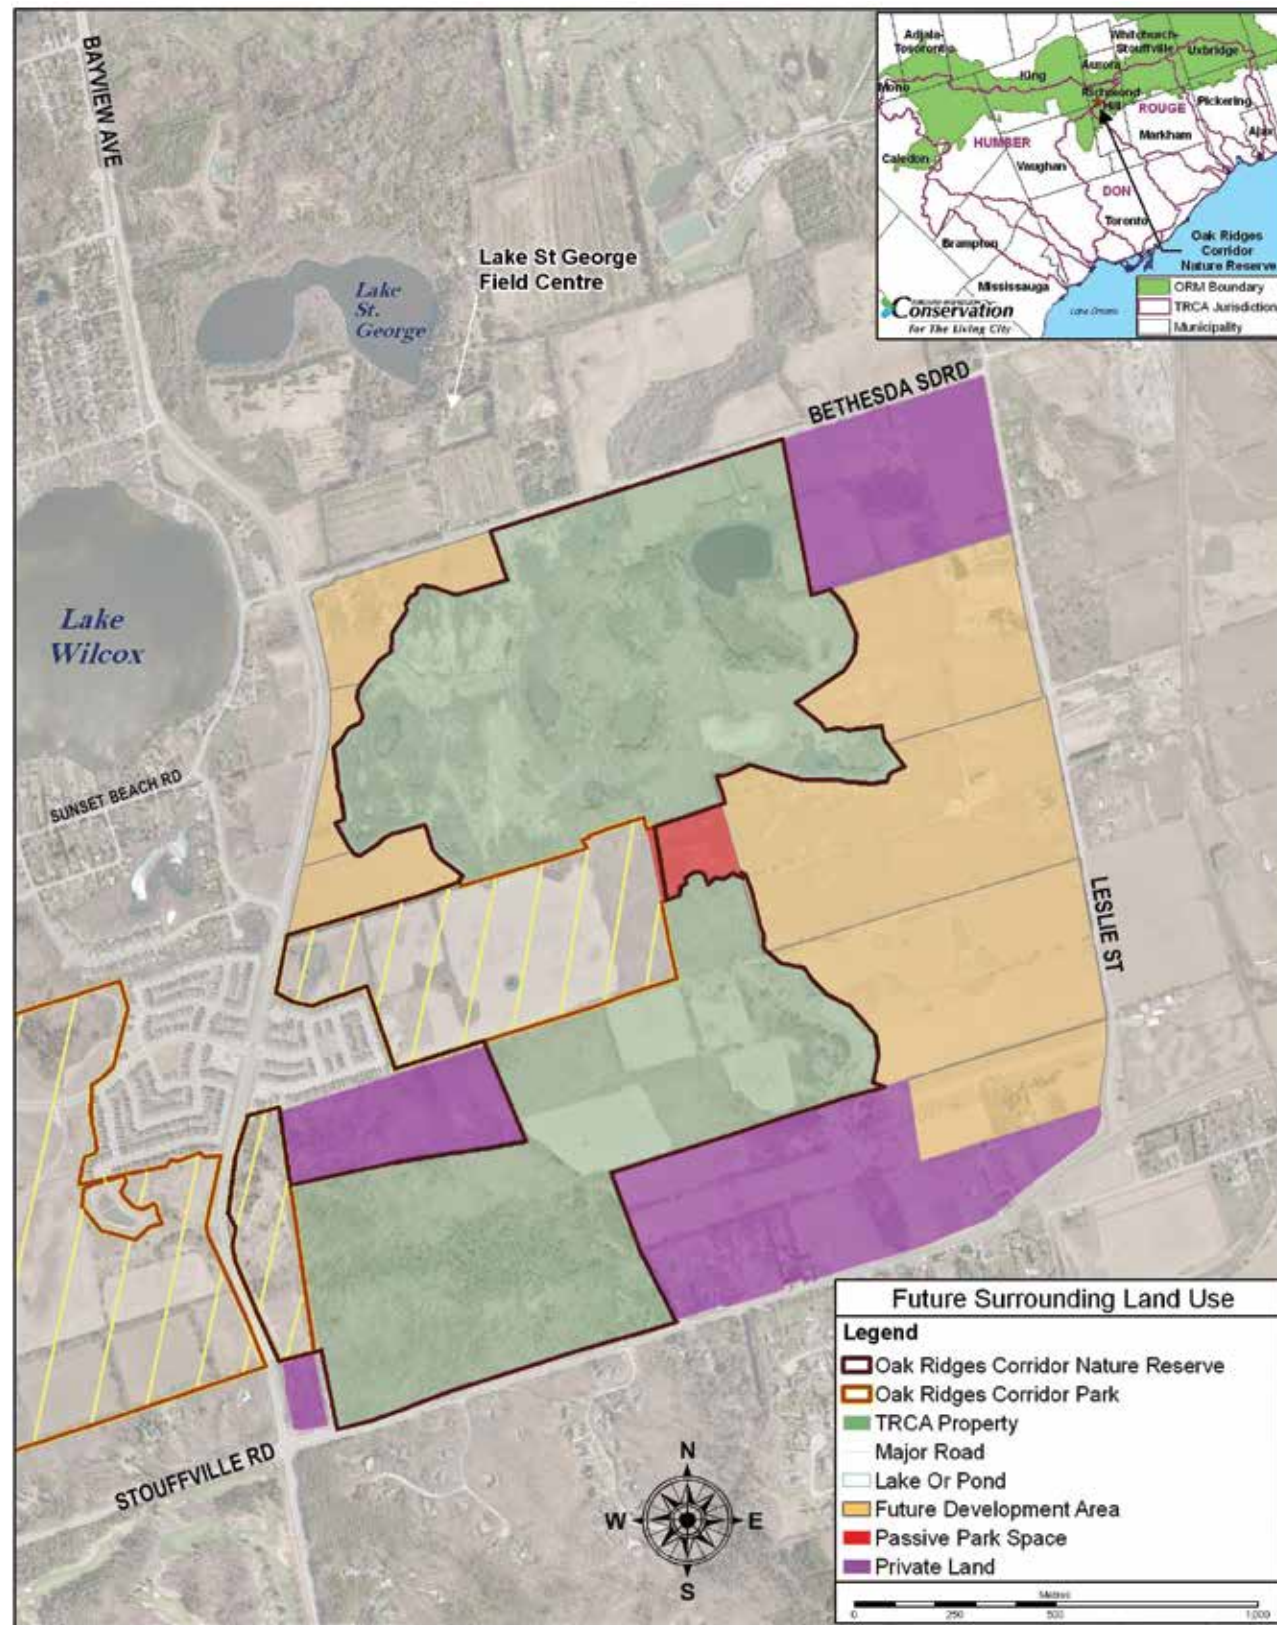 BAYVIEW AVE
Adjala-
Tosorontio
Whitchurch-
Stouffville
Uxbridge
Aurora
King
Mono
Richmond
Hill
ROUGE
Pickering
HUMBER
Markham
Ajax
Caledon
Vaughan
DON
Toronto
Brampton
Oak Ridges
Corridor
Nature Reserve
Mississauga
Lake Ontario
Conservation
for The Living City
ORM Boundary
TRCA Jurisdiction
Municipality
Lake St George
Field Centre
Lake
St.
George
BETHESDA SDRD
Lake
Wilcox
SUNSET BEACH RD
LESLIE ST
STOUFFVILLE RD
N
W
E
S
Future Surrounding Land Use
Legend
Oak Ridges Corridor Nature Reserve
Oak Ridges Corridor Park
TRCA Property
Major Road
Lake Or Pond
Future Development Area
Passive Park Space
Private Land
Metres
0 250 500 1,000